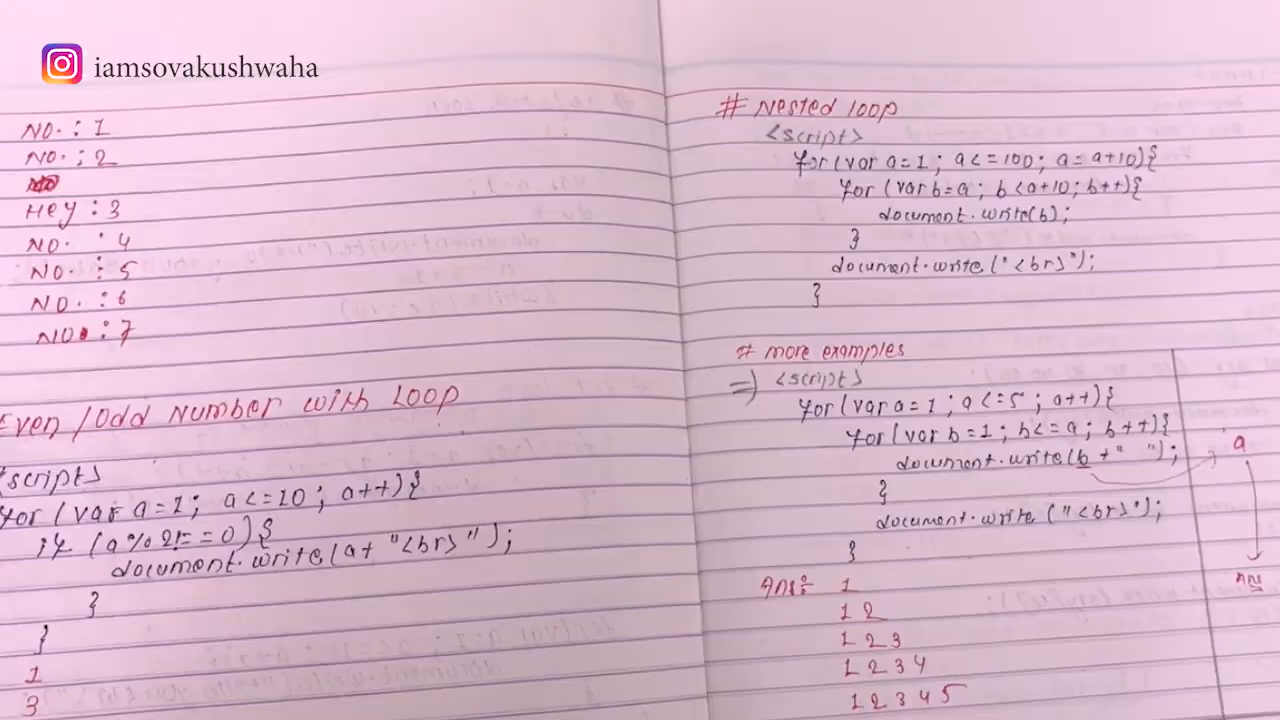 iamsovakushwaha
NO. : 1
NO. : 2
Hey : 3
NO. : 4
NO. : 5
NO. : 6
NO. : 7
Even / Odd Number with Loop
<script>
for (var a=1; a<=10; a++){
if (a%2==0){
document.write(a+ "<br>");
}
}
1
3
# Nested loop
<script>
for (var a=1; a<=100; a=a+10){
for (var b=a; b<a+10; b++){
document.write(b);
}
document.write("<br>");
}
# more examples
=> <script>
for (var a=1; a<=5; a++){
for (var b=1; b<=a; b++){
document.write(b+" ");
}
document.write("<br>");
}
a
Ans
Ans: 1
1 2
1 2 3
1 2 3 4
1 2 3 4 5